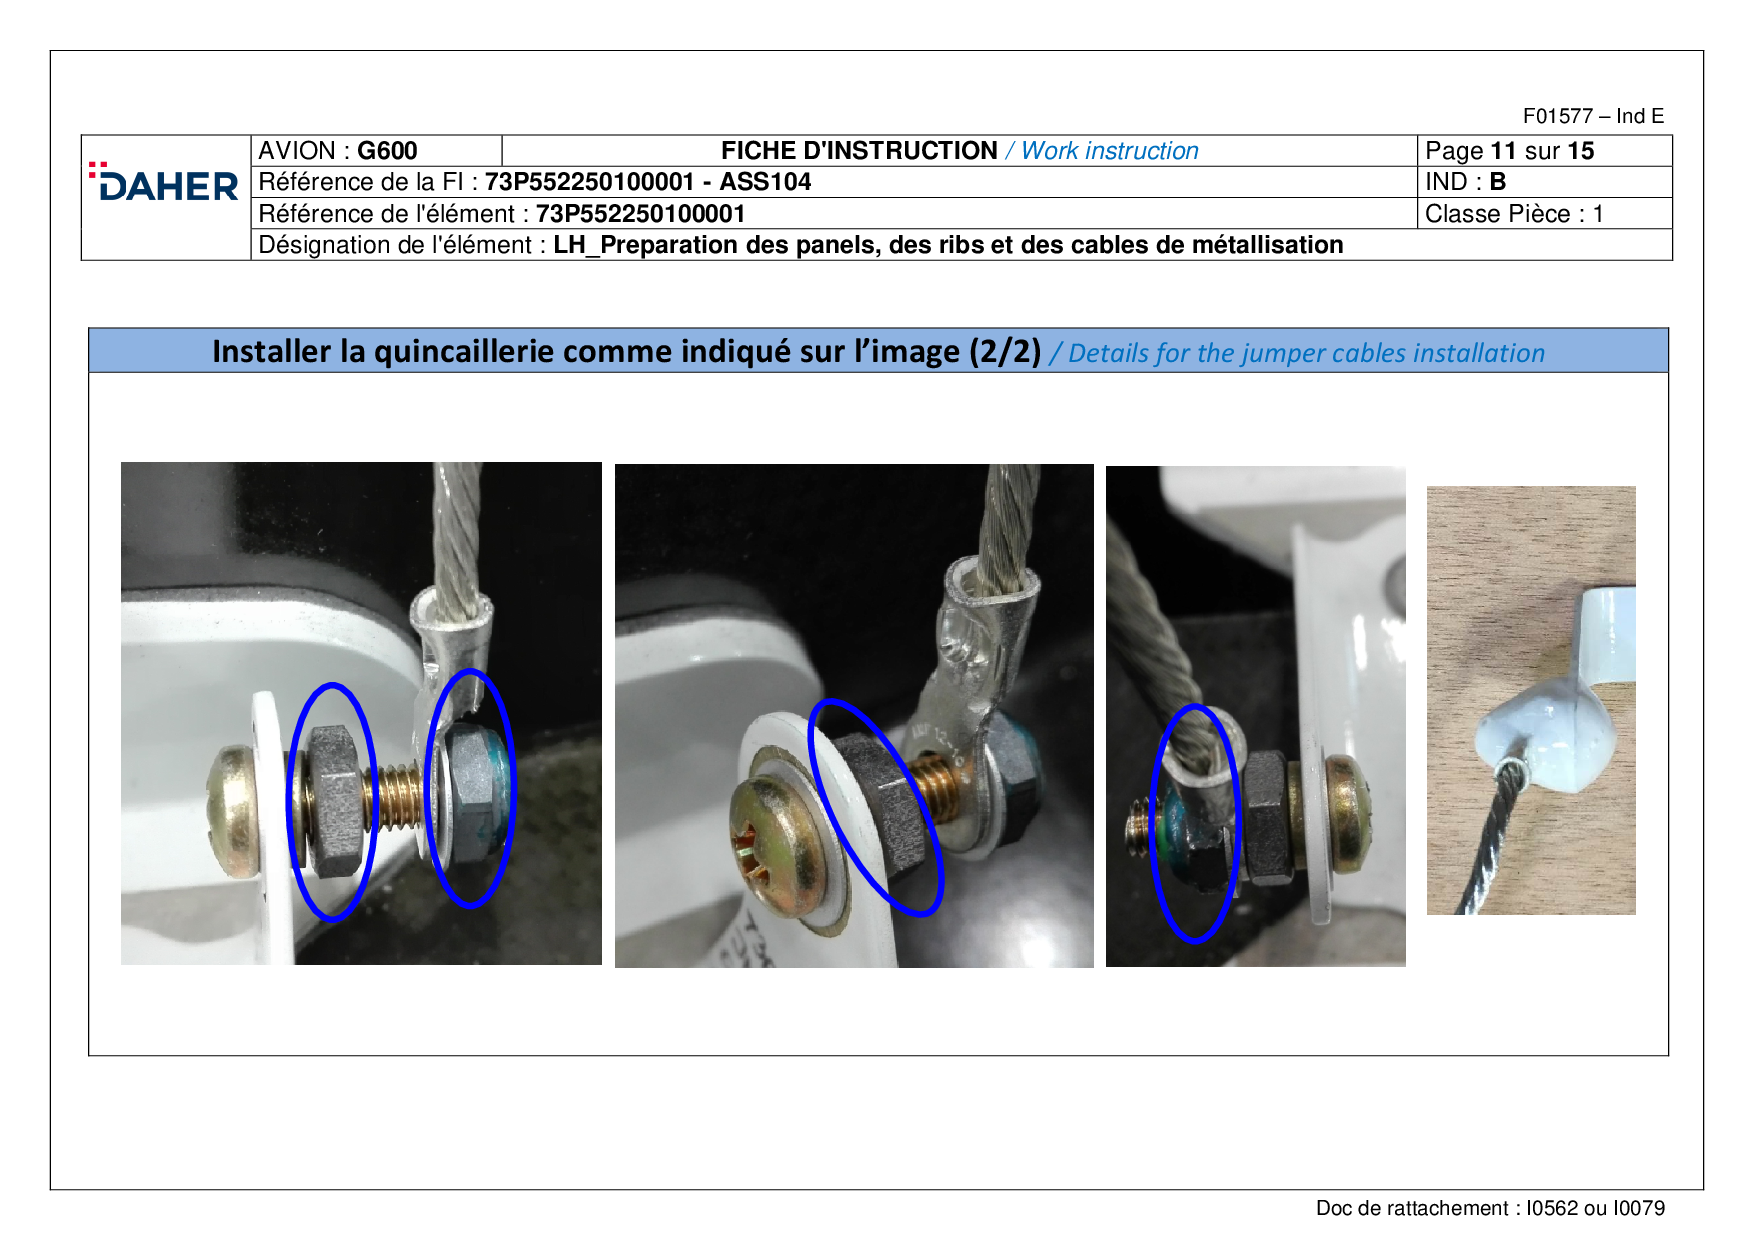 F01577 – Ind E
DAHER
AVION : G600
FICHE D'INSTRUCTION / Work instruction
Page 11 sur 15
Référence de la FI : 73P552250100001 - ASS104
IND : B
Référence de l'élément : 73P552250100001
Classe Pièce : 1
Désignation de l'élément : LH_Preparation des panels, des ribs et des cables de métallisation
Installer la quincaillerie comme indiqué sur l’image (2/2) / Details for the jumper cables installation
Doc de rattachement : I0562 ou I0079